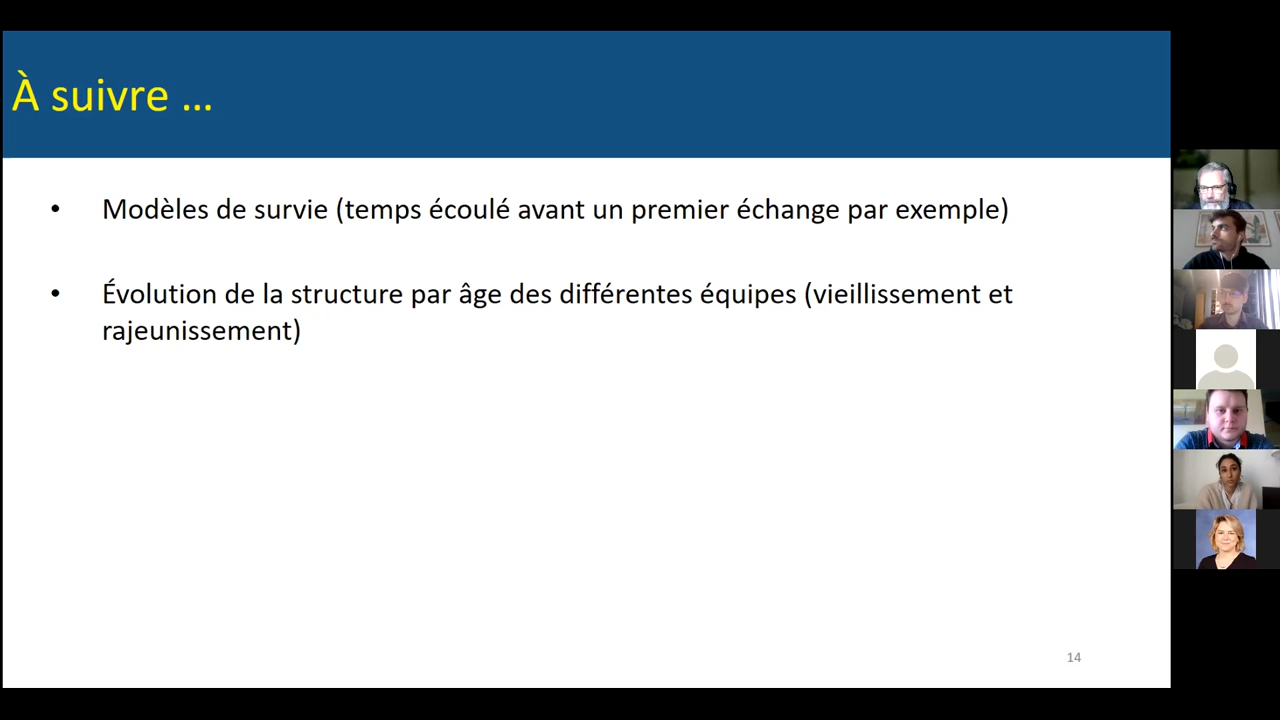 À suivre …
• Modèles de survie (temps écoulé avant un premier échange par exemple)
• Évolution de la structure par âge des différentes équipes (vieillissement et
rajeunissement)
14